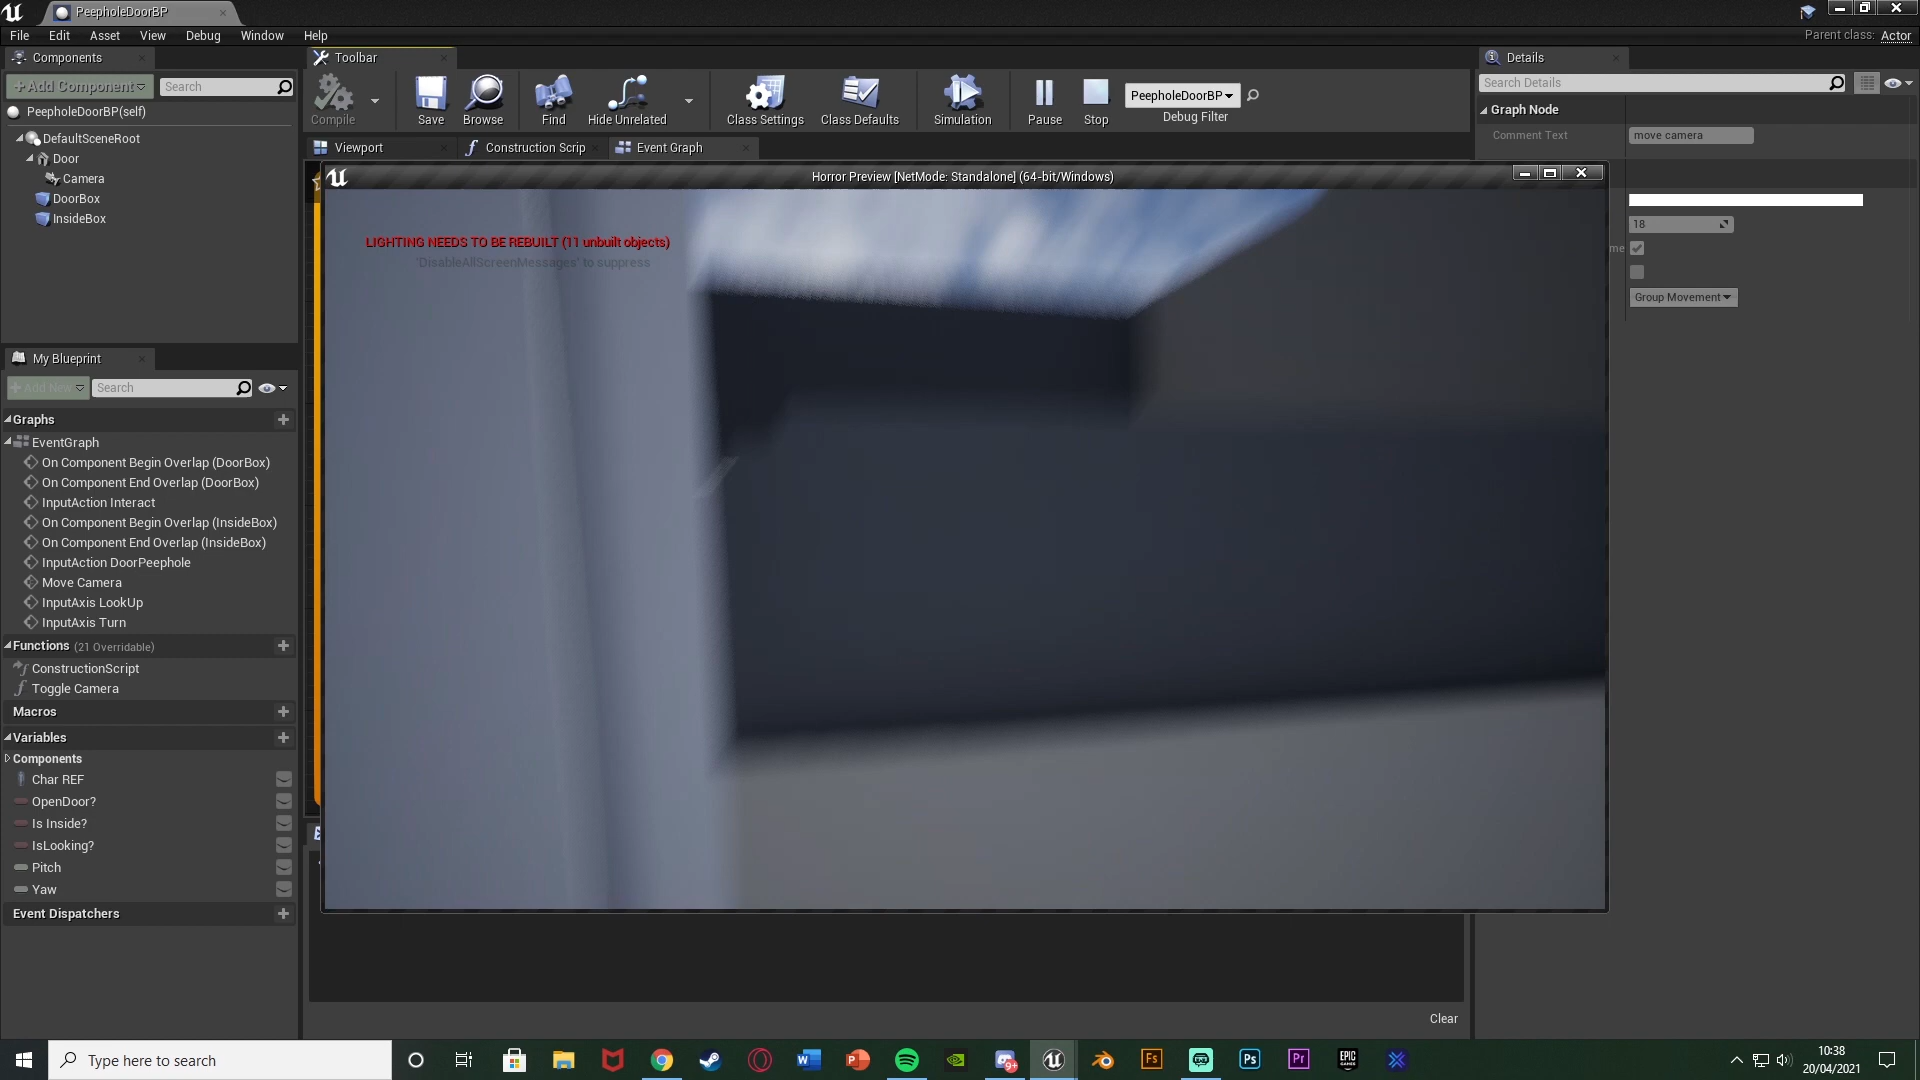 PeepholeDoorBP
File Edit Asset View Debug Window Help
Parent class: Actor
Components
+Add Component
Search
PeepholeDoorBP(self)
DefaultSceneRoot
Door
Camera
DoorBox
InsideBox
Toolbar
Compile
Save
Browse
Find
Hide Unrelated
Class Settings
Class Defaults
Simulation
Pause
Stop
PeepholeDoorBP
Debug Filter
Viewport
Construction Scrip
Event Graph
Details
Search Details
Graph Node
Comment Text
move camera
18
me
Group Movement
Horror Preview [NetMode: Standalone] (64-bit/Windows)
LIGHTING NEEDS TO BE REBUILT (11 unbuilt objects)
'DisableAllScreenMessages' to suppress
My Blueprint
+Add New
Search
Graphs
EventGraph
On Component Begin Overlap (DoorBox)
On Component End Overlap (DoorBox)
InputAction Interact
On Component Begin Overlap (InsideBox)
On Component End Overlap (InsideBox)
InputAction DoorPeephole
Move Camera
InputAxis LookUp
InputAxis Turn
Functions (21 Overridable)
ConstructionScript
Toggle Camera
Macros
Variables
Components
Char REF
OpenDoor?
Is Inside?
IsLooking?
Pitch
Yaw
Event Dispatchers
Clear
Type here to search
10:38
20/04/2021